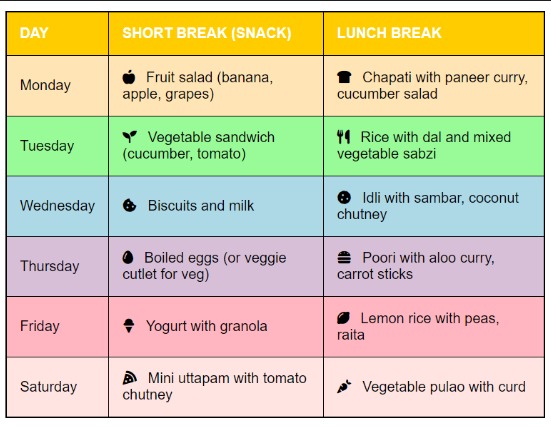 DAY
SHORT BREAK (SNACK)
LUNCH BREAK
Monday
Fruit salad (banana,
apple, grapes)
Chapati with paneer curry,
cucumber salad
Tuesday
Vegetable sandwich
(cucumber, tomato)
Rice with dal and mixed
vegetable sabzi
Wednesday
Biscuits and milk
Idli with sambar, coconut
chutney
Thursday
Boiled eggs (or veggie
cutlet for veg)
Poori with aloo curry,
carrot sticks
Friday
Yogurt with granola
Lemon rice with peas,
raita
Saturday
Mini uttapam with tomato
chutney
Vegetable pulao with curd